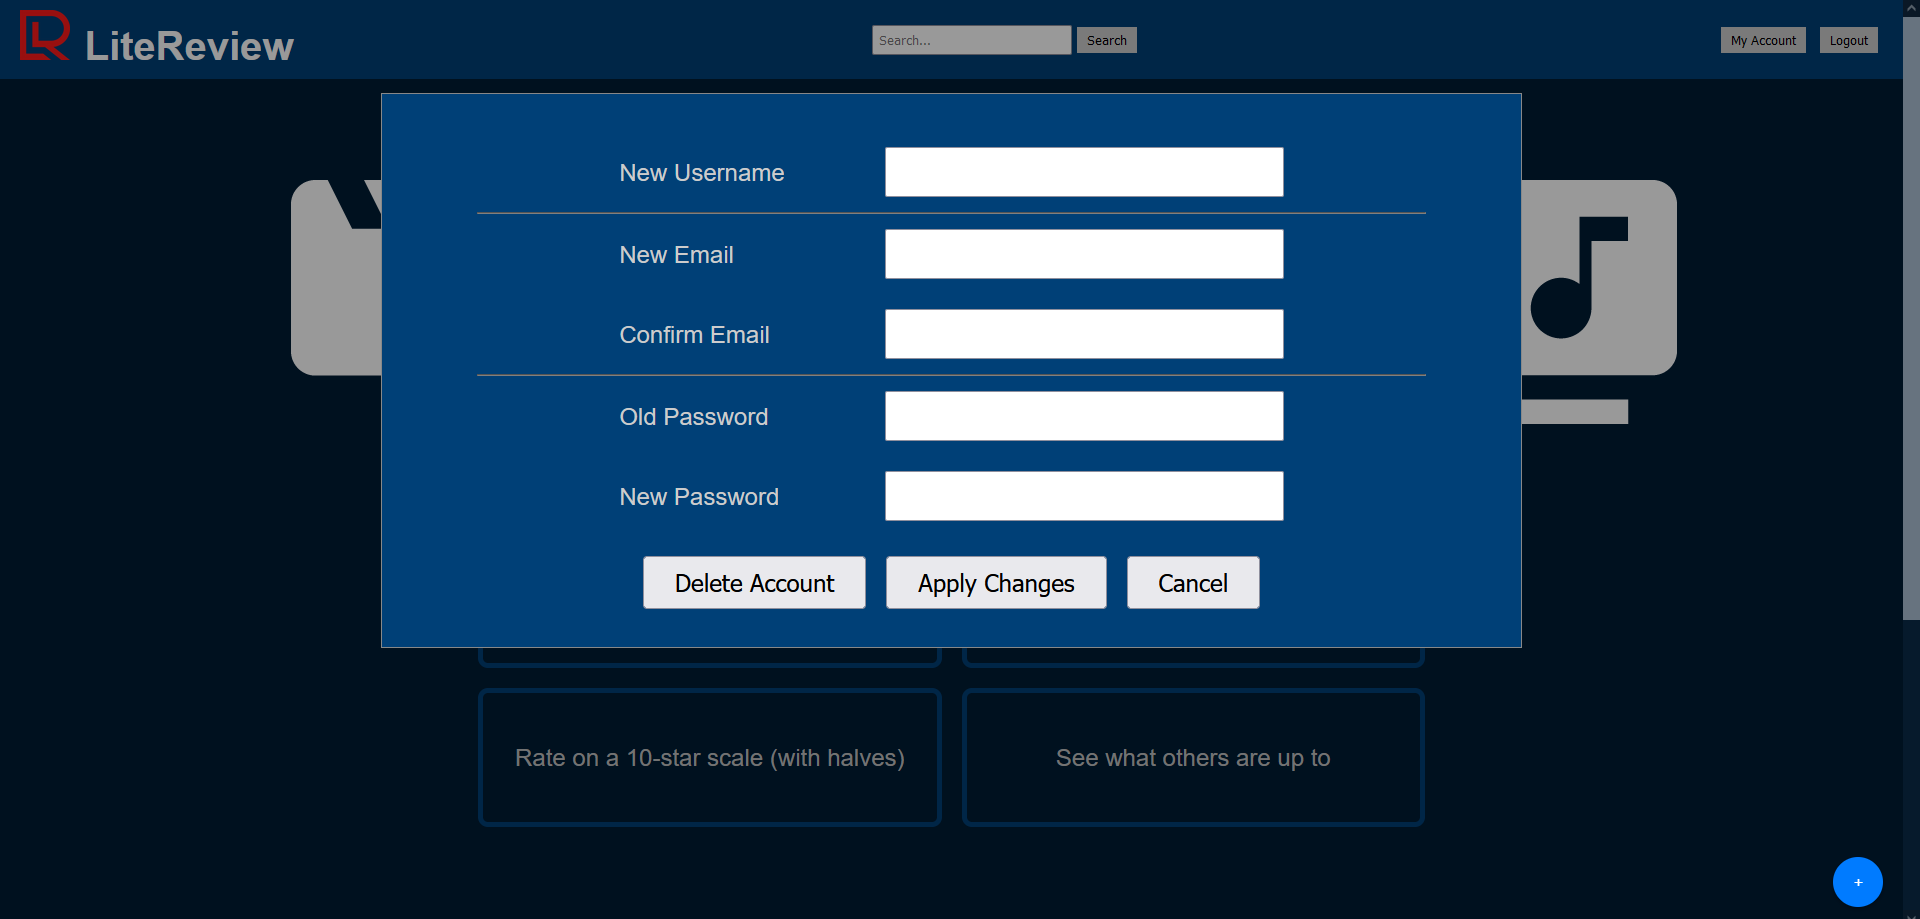 LiteReview
Search...
Search
My Account
Logout
New Username
New Email
Confirm Email
Old Password
New Password
Delete Account
Apply Changes
Cancel
Rate on a 10-star scale (with halves)
See what others are up to
+